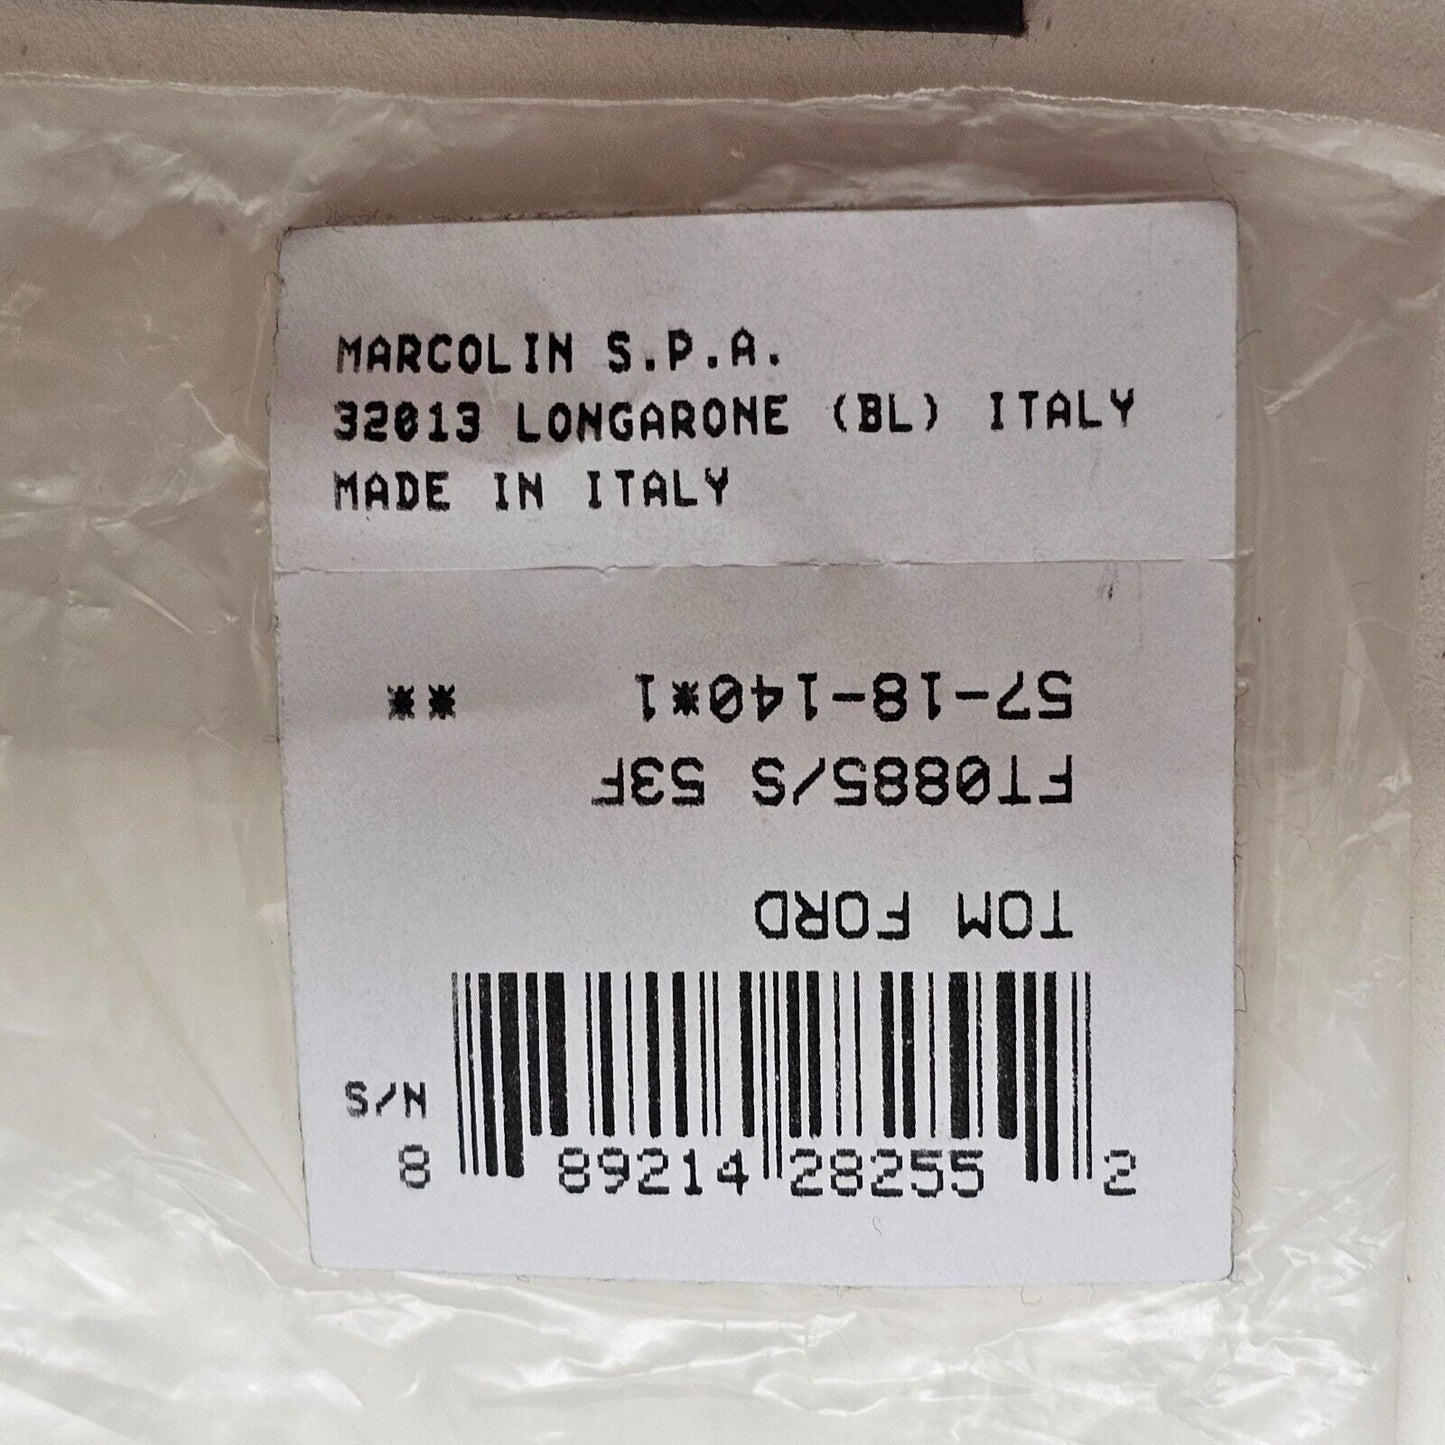 MARCOLIN S.P.A.
32013 LONGARONE (BL) ITALY
MADE IN ITALY
57-18-140*1 **
FT0885/S 53F
TOM FORD
S/N
8 89214 28255 2